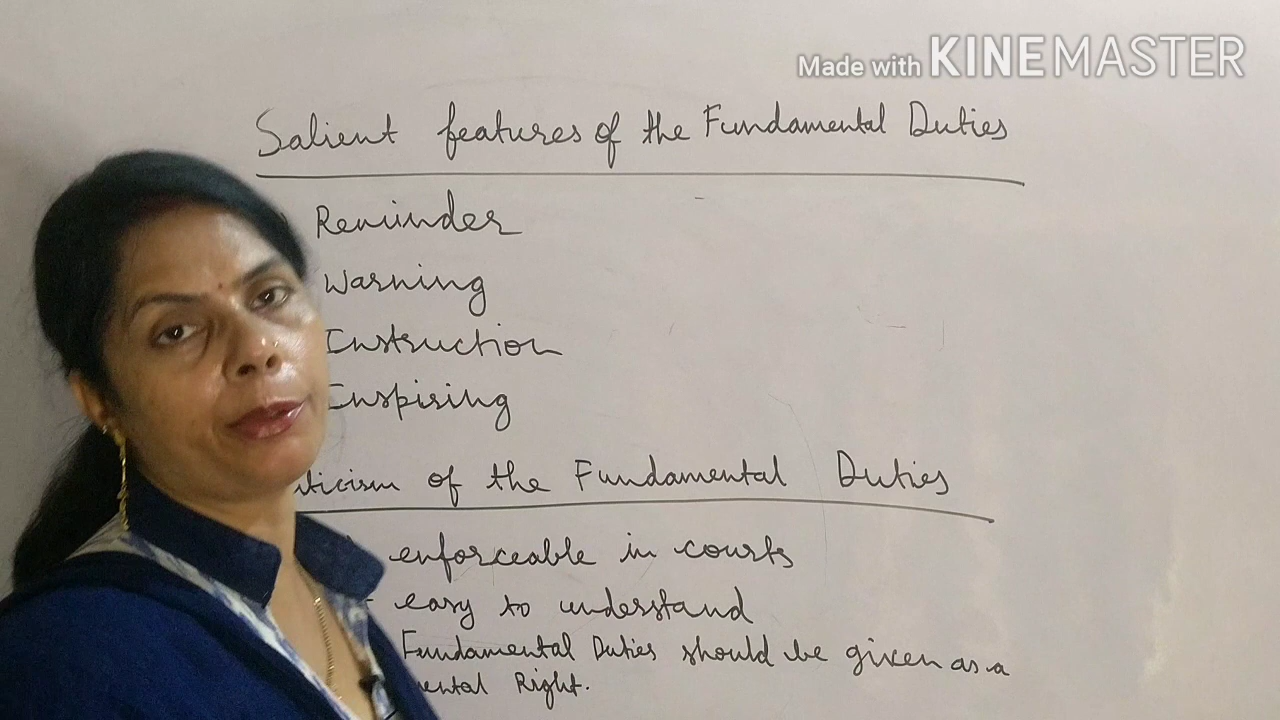 Made with KINEMASTER
Salient features of the Fundamental Duties
Reminder
Warning
Instruction
Inspiring
of the Fundamental Duties
enforceable in courts
easy to understand
Fundamental Duties should be given as a
Right.